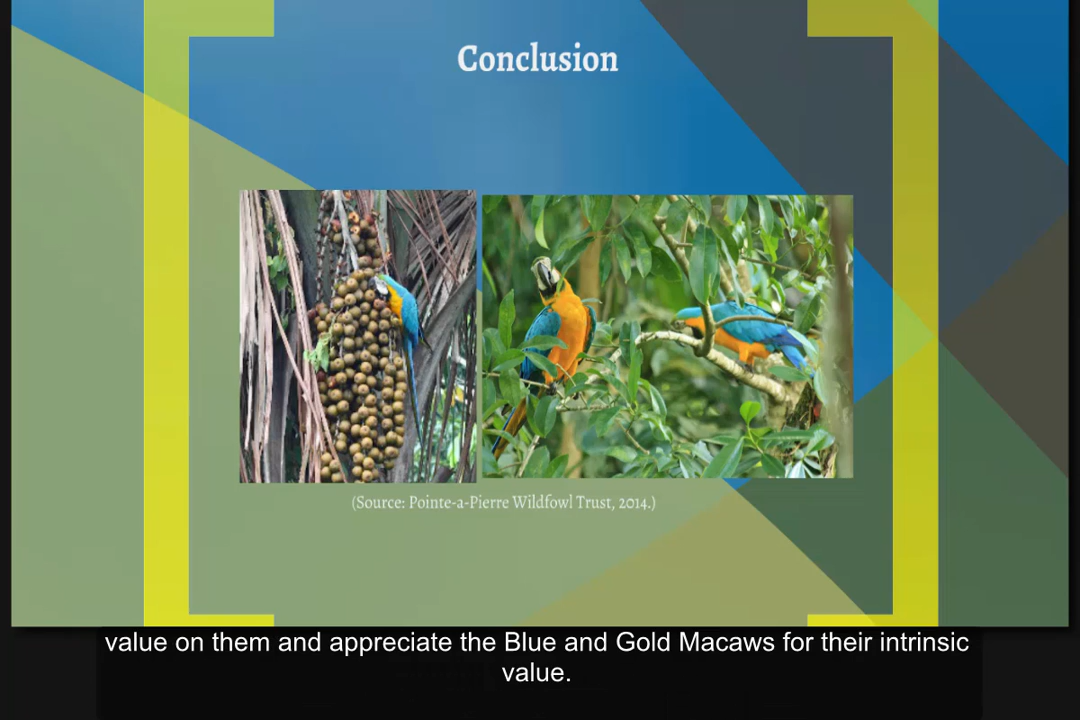 Conclusion
(Source: Pointe-a-Pierre Wildfowl Trust, 2014.)
value on them and appreciate the Blue and Gold Macaws for their intrinsic
value.